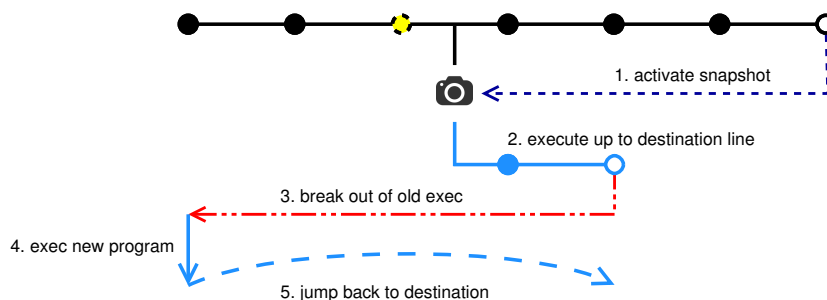 1. activate snapshot
2. execute up to destination line
3. break out of old exec
4. exec new program
5. jump back to destination